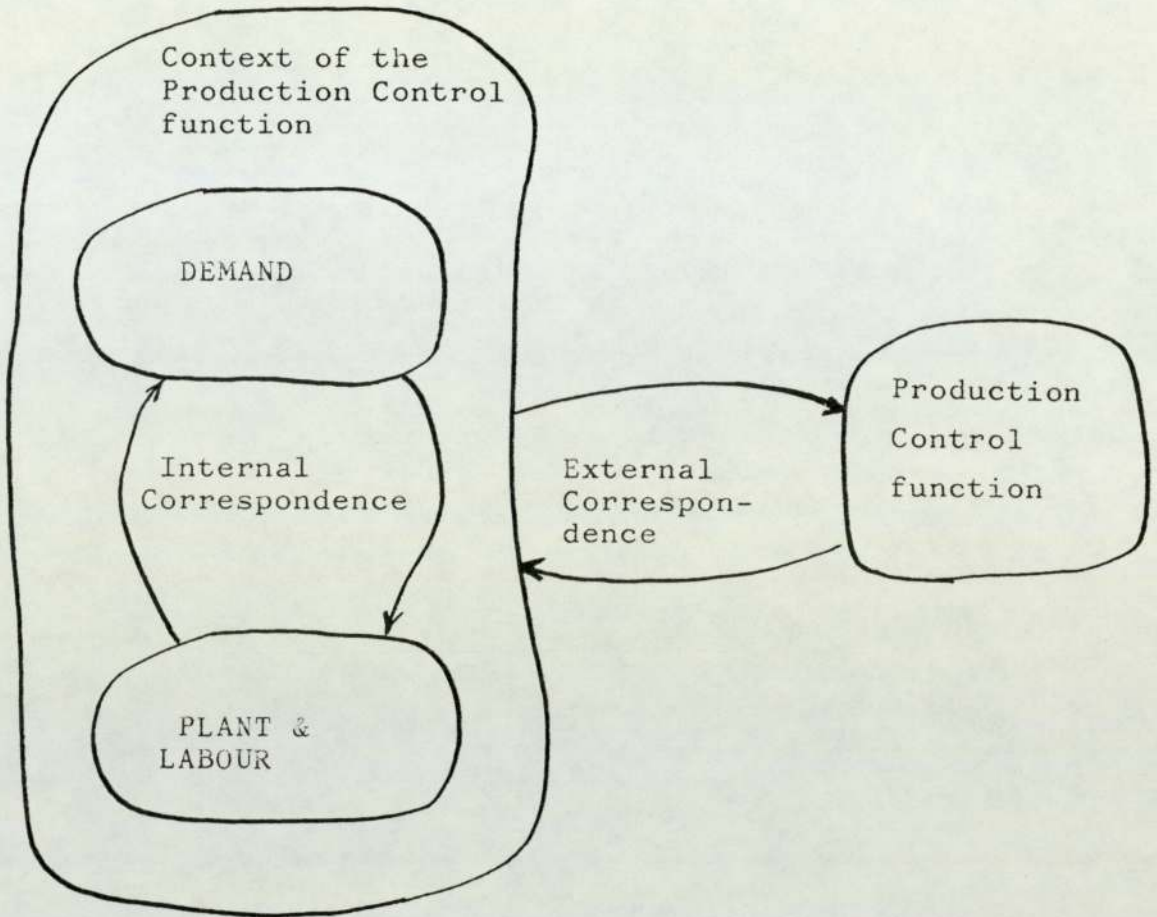 Context of the
Production Control
function
DEMAND
Internal
Correspondence
PLANT &
LABOUR
External
Correspon-
dence
Production
Control
function